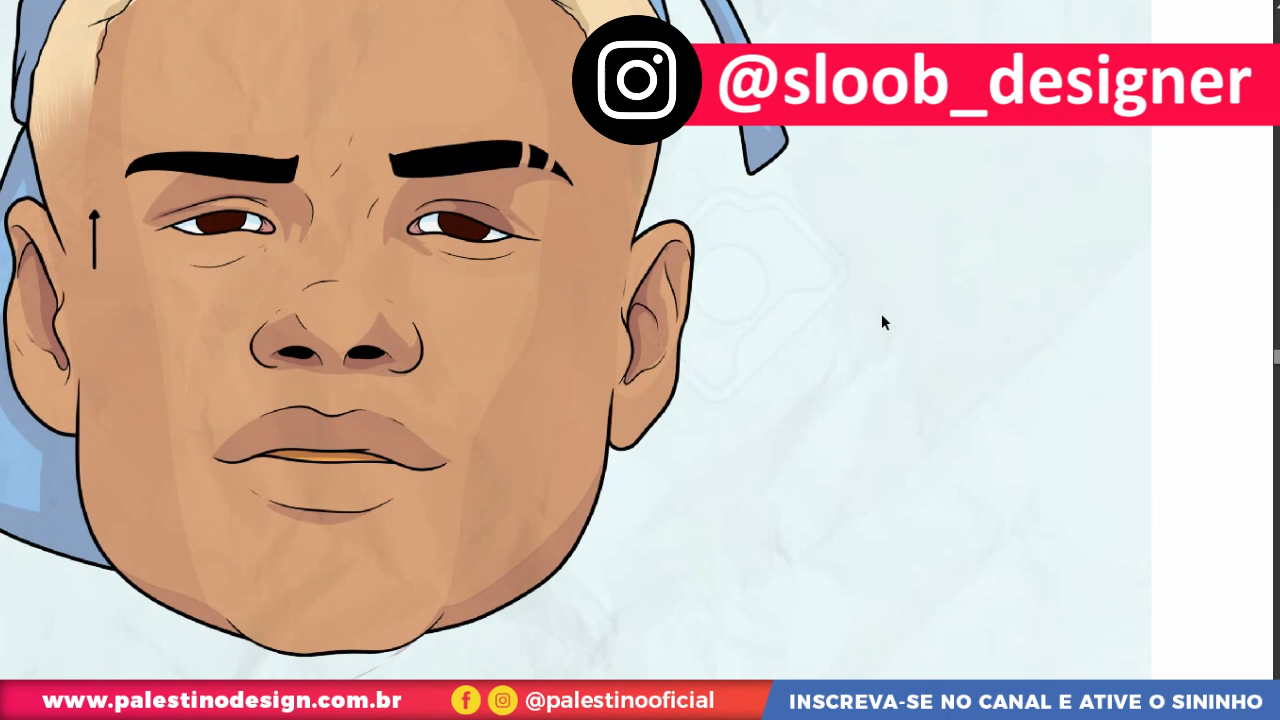 @sloob_designer
www.palestinodesign.com.br
@palestinooficial
INSCREVA-SE NO CANAL E ATIVE O SININHO